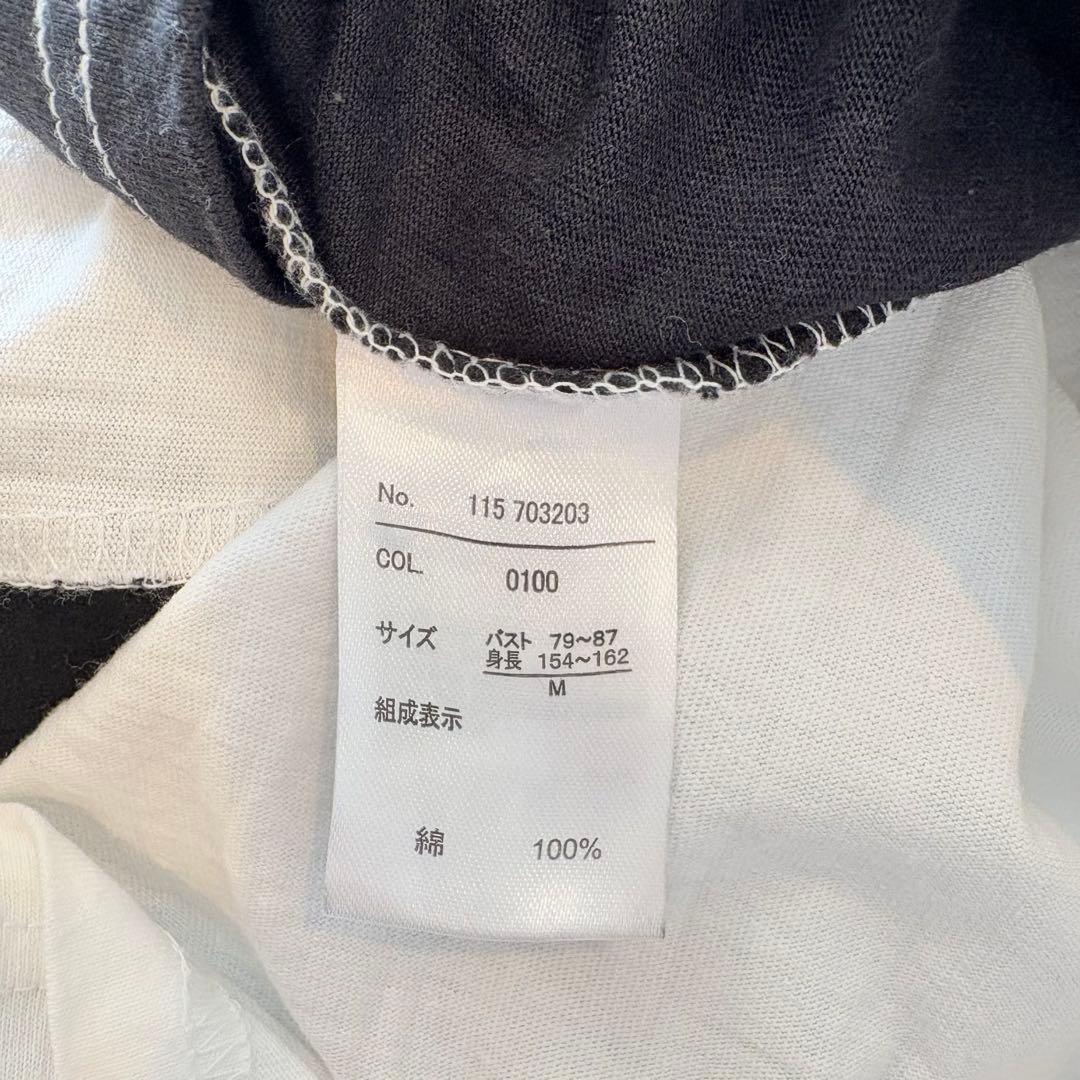 No. 115 703203
COL. 0100
サイズ バスト 79～87
身長 154～162
M
組成表示
綿 100%